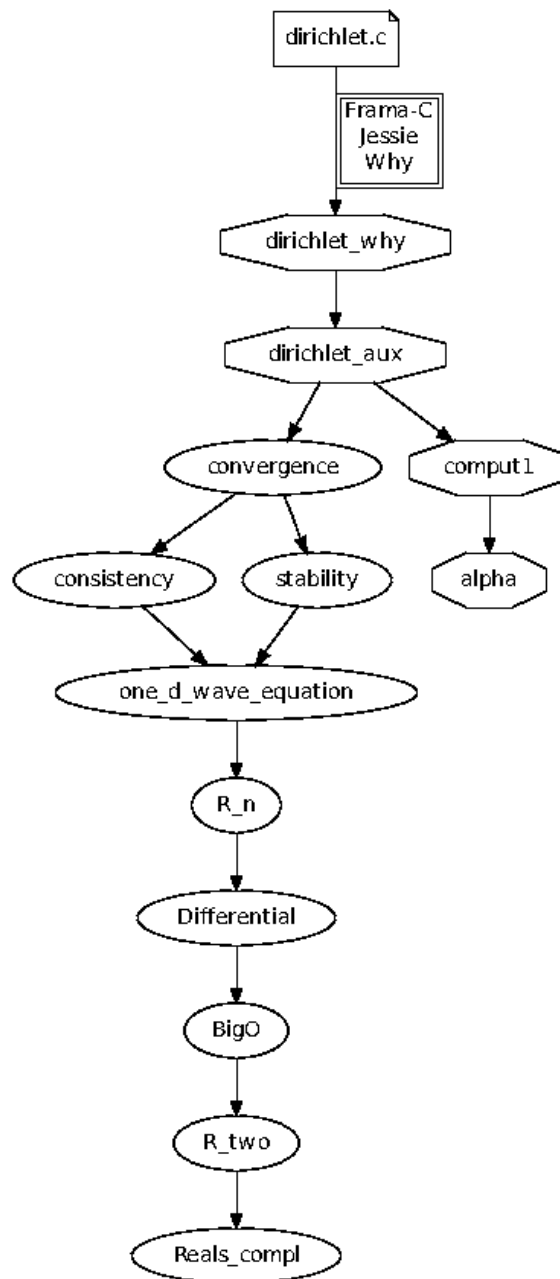 dirichlet.c
Frama-C
Jessie
Why
dirichlet_why
dirichlet_aux
convergence
comput1
consistency
stability
alpha
one_d_wave_equation
R_n
Differential
BigO
R_two
Reals_compl